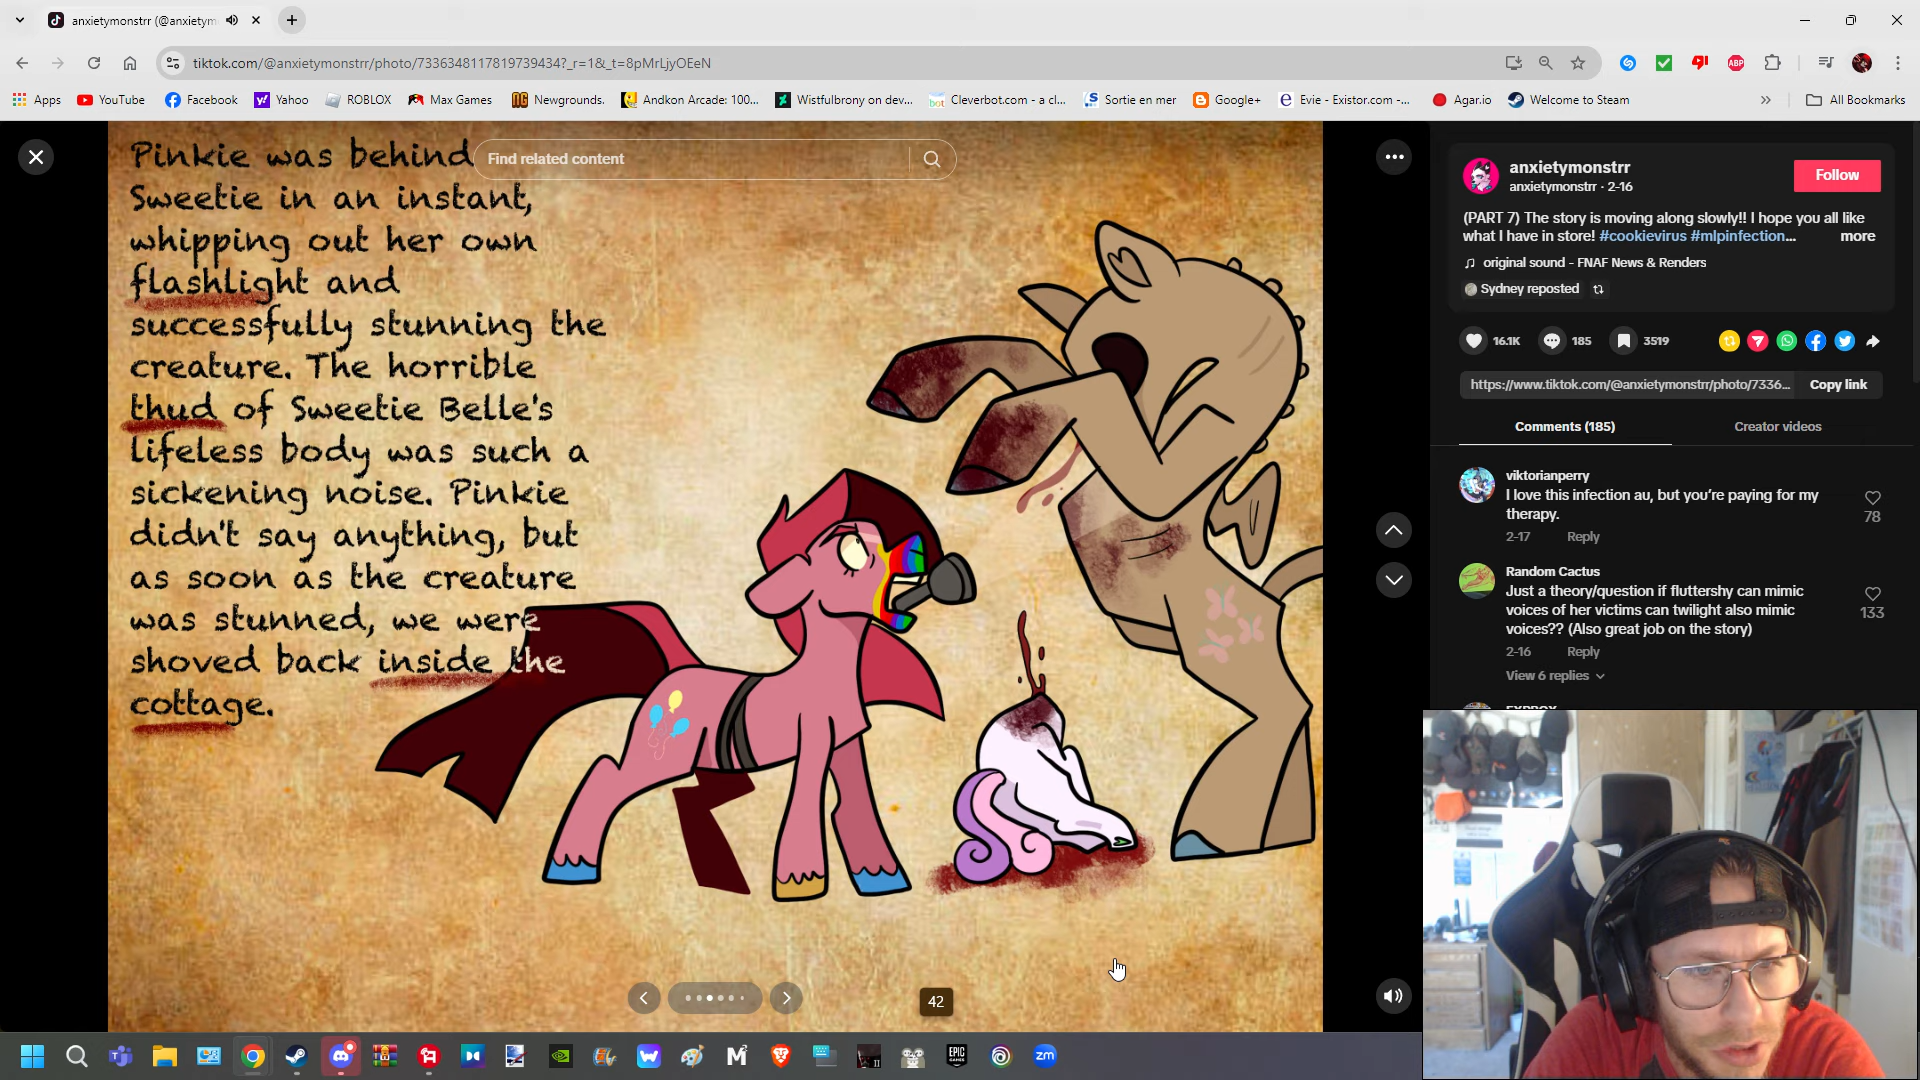 anxietymonstrr (@anxietym
tiktok.com/@anxietymonstrr/photo/7336348117819739434?_r=1&_t=8pMrLjyOEeN
Apps
YouTube
Facebook
Yahoo
ROBLOX
Max Games
Newgrounds.
Andkon Arcade: 100...
Wistfulbrony on dev...
Cleverbot.com - a cl...
Sortie en mer
Google+
Evie - Existor.com -...
Agar.io
Welcome to Steam
All Bookmarks
Find related content
Pinkie was behind
Sweetie in an instant,
whipping out her own
flashlight and
successfully stunning the
creature. The horrible
thud of Sweetie Belle's
lifeless body was such a
sickening noise. Pinkie
didn't say anything, but
as soon as the creature
was stunned, we were
shoved back inside the
cottage.
42
anxietymonstrr
anxietymonstrr · 2-16
Follow
(PART 7) The story is moving along slowly!! I hope you all like
what I have in store! #cookievirus #mlpinfection...
more
original sound - FNAF News & Renders
Sydney reposted
16.1K
185
3519
https://www.tiktok.com/@anxietymonstrr/photo/7336...
Copy link
Comments (185)
Creator videos
viktorianperry
I love this infection au, but you're paying for my
therapy.
78
2-17
Reply
Random Cactus
Just a theory/question if fluttershy can mimic
voices of her victims can twilight also mimic
voices?? (Also great job on the story)
133
2-16
Reply
View 6 replies
ABP
EPIC
GAMES
zm